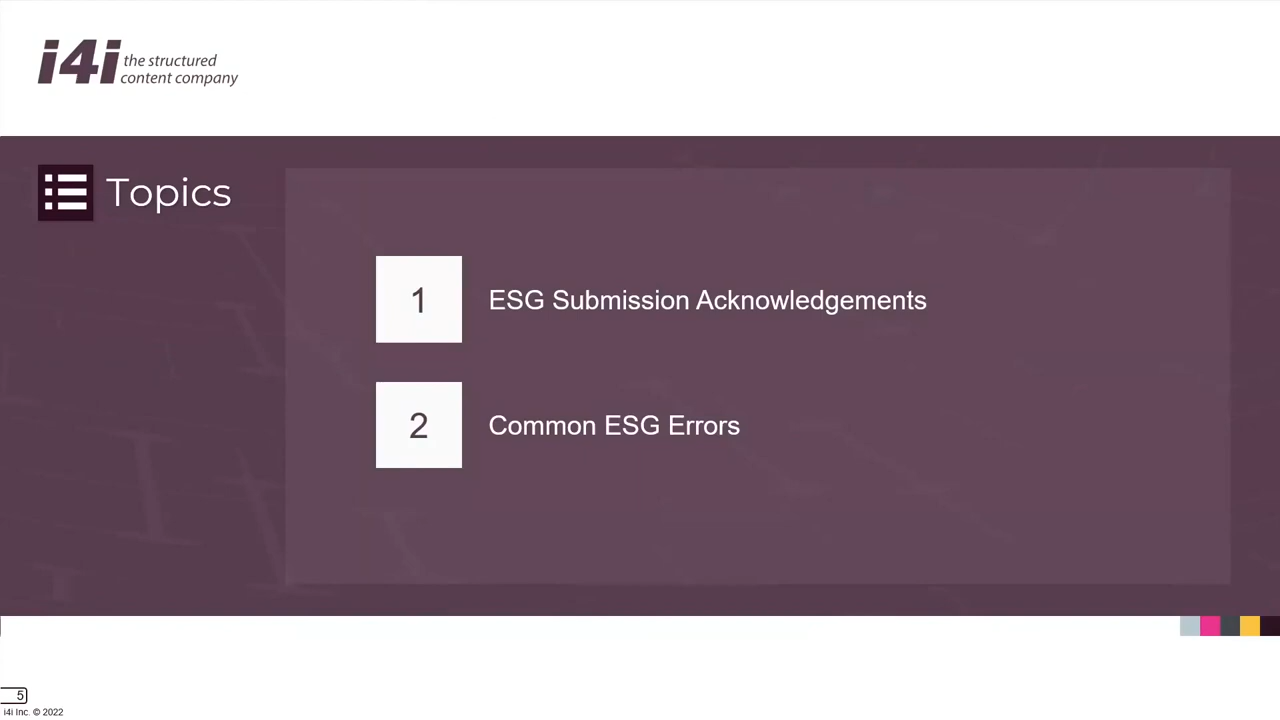 i4i the structured
content company
Topics
1 ESG Submission Acknowledgements
2 Common ESG Errors
5
i4i Inc. © 2022